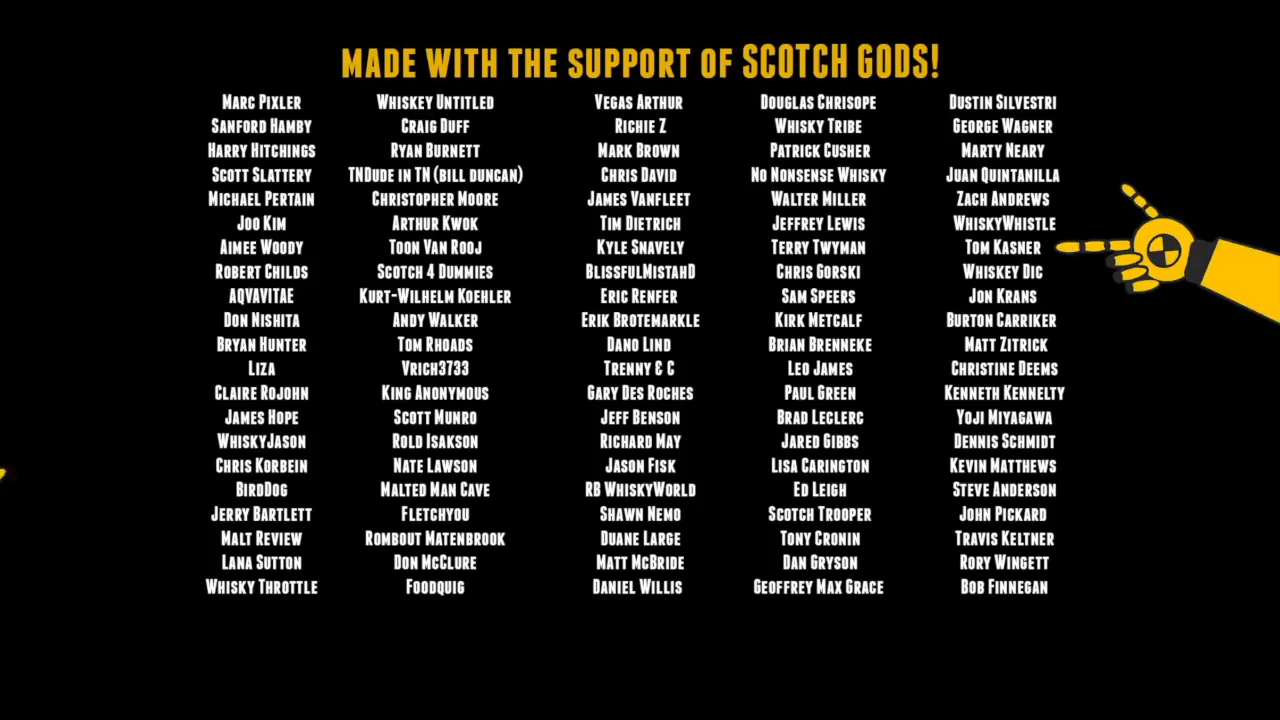 MADE WITH THE SUPPORT OF SCOTCH GODS!
MARC PIXLER
SANFORD HAMBY
HARRY HITCHINGS
SCOTT SLATTERY
MICHAEL PERTAIN
JOO KIM
AIMEE WOODY
ROBERT CHILDS
AQVAVITAE
DON NISHITA
BRYAN HUNTER
LIZA
CLAIRE ROJOHN
JAMES HOPE
WHISKYJASON
CHRIS KORBEIN
BIRDDOG
JERRY BARTLETT
MALT REVIEW
LANA SUTTON
WHISKY THROTTLE
WHISKEY UNTITLED
CRAIG DUFF
RYAN BURNETT
TNDUDE IN TN (BILL DUNCAN)
CHRISTOPHER MOORE
ARTHUR KWOK
TOON VAN ROOJ
SCOTCH 4 DUMMIES
KURT-WILHELM KOEHLER
ANDY WALKER
TOM RHOADS
VRICH3733
KING ANONYMOUS
SCOTT MUNRO
ROLD ISAKSON
NATE LAWSON
MALTED MAN CAVE
FLETCHYOU
ROMBOUT MATENBROOK
DON MCCLURE
FOODQUIG
VEGAS ARTHUR
RICHIE Z
MARK BROWN
CHRIS DAVID
JAMES VANFLEET
TIM DIETRICH
KYLE SNAVELY
BLISSFULMISTAHD
ERIC RENFER
ERIK BROTEMARKLE
DANO LIND
TRENNY & C
GARY DES ROCHES
JEFF BENSON
RICHARD MAY
JASON FISK
RB WHISKYWORLD
SHAWN NEMO
DUANE LARGE
MATT MCBRIDE
DANIEL WILLIS
DOUGLAS CHRISOPE
WHISKY TRIBE
PATRICK CUSHER
NO NONSENSE WHISKY
WALTER MILLER
JEFFREY LEWIS
TERRY TWYMAN
CHRIS GORSKI
SAM SPEERS
KIRK METCALF
BRIAN BRENNEKE
LEO JAMES
PAUL GREEN
BRAD LECLERC
JARED GIBBS
LISA CARINGTON
ED LEIGH
SCOTCH TROOPER
TONY CRONIN
DAN GRYSON
GEOFFREY MAX GRACE
DUSTIN SILVESTRI
GEORGE WAGNER
MARTY NEARY
JUAN QUINTANILLA
ZACH ANDREWS
WHISKYWHISTLE
TOM KASNER
WHISKEY DIC
JON KRANS
BURTON CARRIKER
MATT ZITRICK
CHRISTINE DEEMS
KENNETH KENNELTY
YOJI MIYAGAWA
DENNIS SCHMIDT
KEVIN MATTHEWS
STEVE ANDERSON
JOHN PICKARD
TRAVIS KELTNER
RORY WINGETT
BOB FINNEGAN